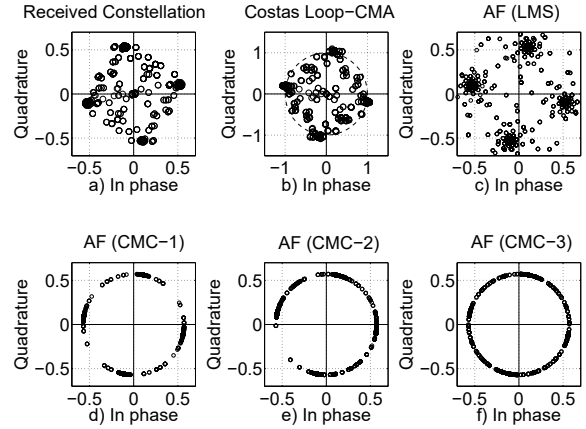 Received Constellation
Costas Loop−CMA
AF (LMS)
Quadrature
0.5
0
−0.5
−0.5 0 0.5
a) In phase
Quadrature
1
0
−1
−1 0 1
b) In phase
Quadrature
0.5
0
−0.5
−0.5 0 0.5
c) In phase
AF (CMC−1)
AF (CMC−2)
AF (CMC−3)
Quadrature
0.5
0
−0.5
−0.5 0 0.5
d) In phase
Quadrature
0.5
0
−0.5
−0.5 0 0.5
e) In phase
Quadrature
0.5
0
−0.5
−0.5 0 0.5
f) In phase